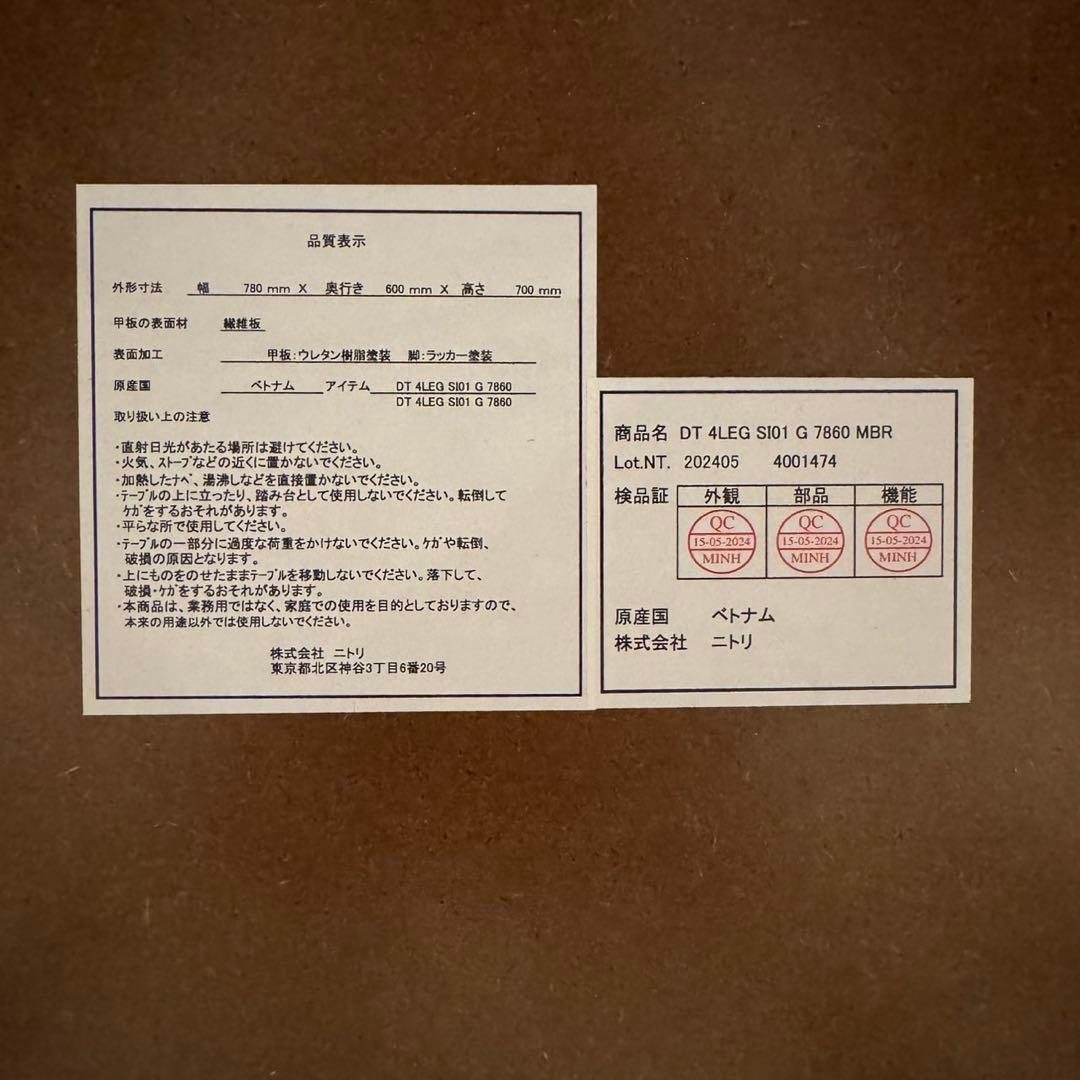 品質表示
外形寸法 幅 780 mm X 奥行き 600 mm X 高さ 700 mm
甲板の表面材 繊維板
表面加工 甲板:ウレタン樹脂塗装 脚:ラッカー塗装
原産国 ベトナム アイテム DT 4LEG SI01 G 7860
DT 4LEG SI01 G 7860
取り扱い上の注意
・直射日光があたる場所は避けてください。
・火気、ストーブなどの近くに置かないでください。
・加熱したナベ、湯沸しなどを直接置かないでください。
・テーブルの上に立ったり、踏み台として使用しないでください。転倒して
ケガをするおそれがあります。
・平らな所で使用してください。
・テーブルの一部分に過度な荷重をかけないでください。ケガや転倒、
破損の原因となります。
・上にものをのせたままテーブルを移動しないでください。落下して、
破損・ケガをするおそれがあります。
・本商品は、業務用ではなく、家庭での使用を目的としておりますので、
本来の用途以外では使用しないでください。
株式会社 ニトリ
東京都北区神谷3丁目6番20号
商品名 DT 4LEG SI01 G 7860 MBR
Lot.NT. 202405 4001474
検品証 外観 部品 機能
QC QC QC
15-05-2024 15-05-2024 15-05-2024
MINH MINH MINH
原産国 ベトナム
株式会社 ニトリ